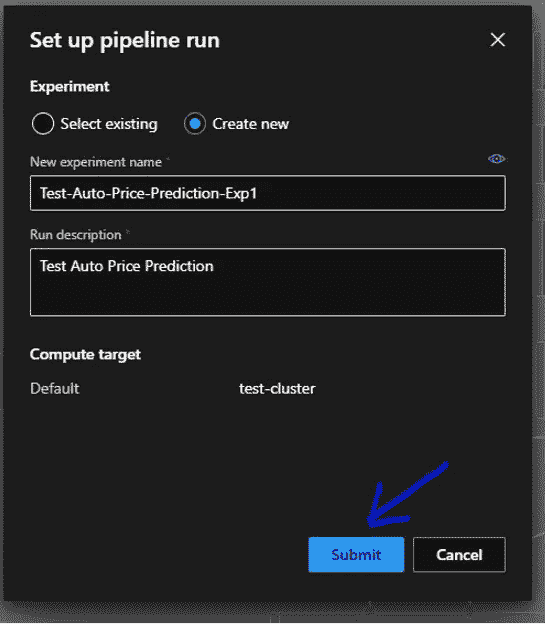 Set up pipeline run
Experiment
Select existing Create new
New experiment name *
Test-Auto-Price-Prediction-Exp1
Run description *
Test Auto Price Prediction
Compute target
Default test-cluster
Submit Cancel